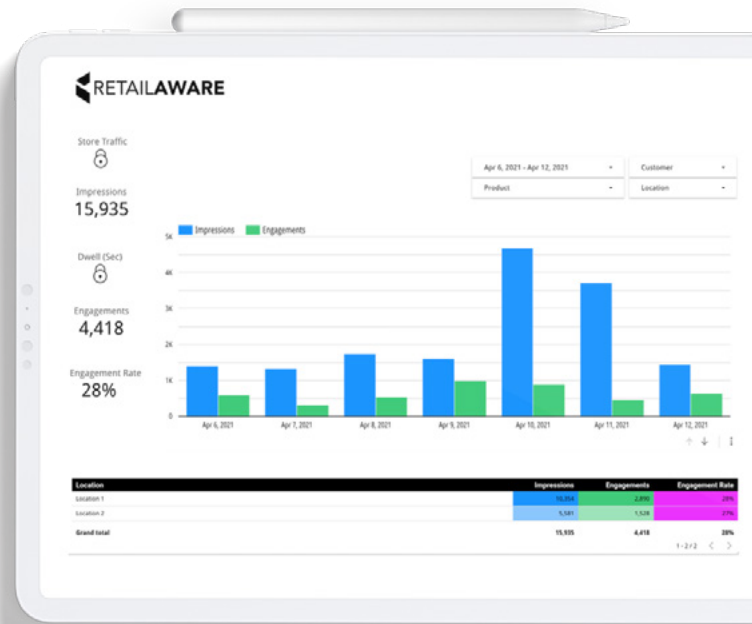 RETAILAWARE
Store Traffic
Impressions
15,935
Dwell (Sec)
Engagements
4,418
Engagement Rate
28%
Apr 6, 2021 - Apr 12, 2021
Customer
Product
Location
Impressions Engagements
5K
4K
3K
2K
1K
0
Apr 6, 2021 Apr 7, 2021 Apr 8, 2021 Apr 9, 2021 Apr 10, 2021 Apr 11, 2021 Apr 12, 2021
Location Impressions Engagements Engagement Rate
Location 1 10,354 2,890 28%
Location 2 5,581 1,528 27%
Grand total 15,935 4,418 28%
1 - 2 / 2